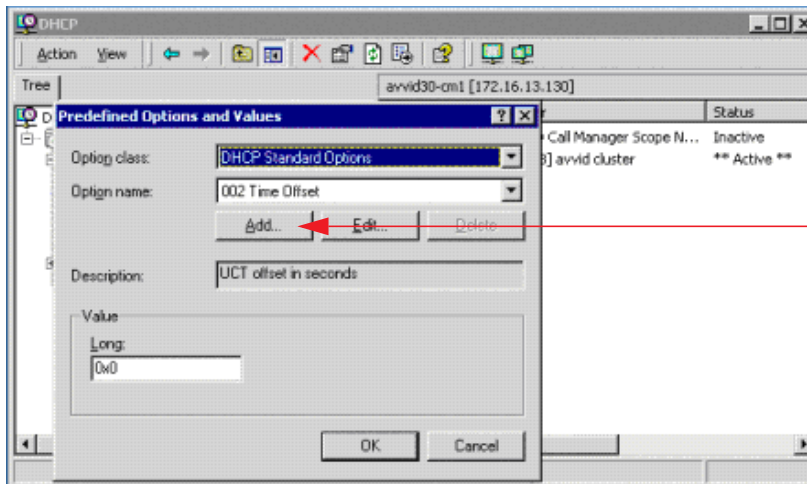 DHCP
Action View
Tree
avvid30-cm1 [172.16.13.130]
Status
Call Manager Scope N... Inactive
3] avvid cluster ** Active **
Predefined Options and Values
Option class: DHCP Standard Options
Option name: 002 Time Offset
Add... Edit... Delete
Description: UCT offset in seconds
Value
Long:
0x0
OK Cancel